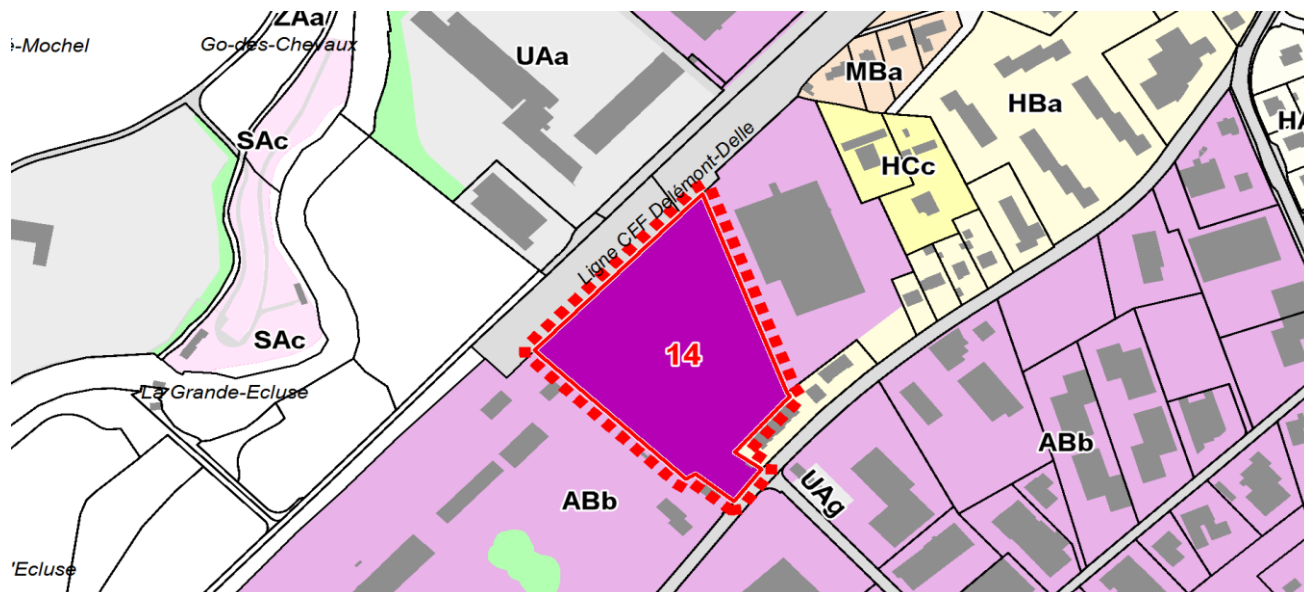 ZAa
é-Mochel
Go-des-Chevaux
UAa
MBa
HBa
SAc
HA
HCc
Ligne CFF Delémont-Delle
SAc
14
La Grande-Ecluse
ABb
UAg
ABb
'Ecluse